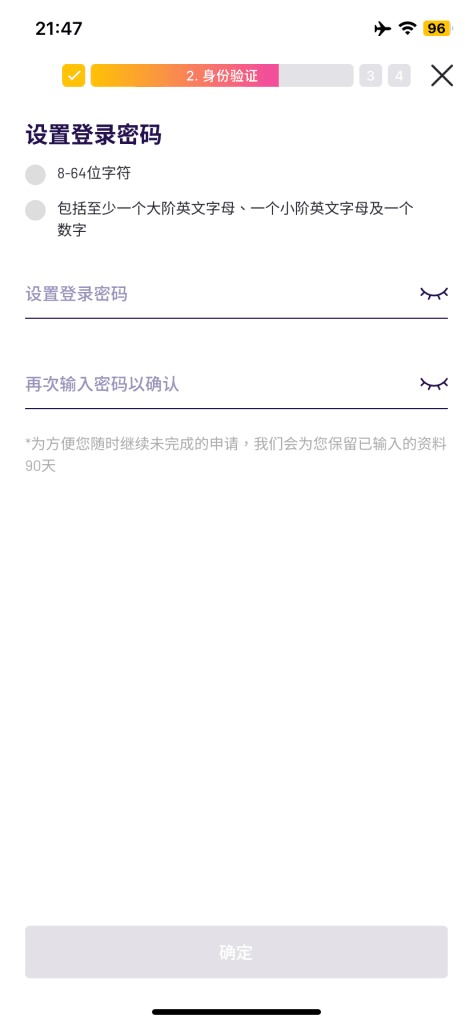 21:47
96
2. 身份验证
3
4
设置登录密码
8-64位字符
包括至少一个大阶英文字母、一个小阶英文字母及一个
数字
设置登录密码
再次输入密码以确认
*为方便您随时继续未完成的申请，我们会为您保留已输入的资料
90天
确定